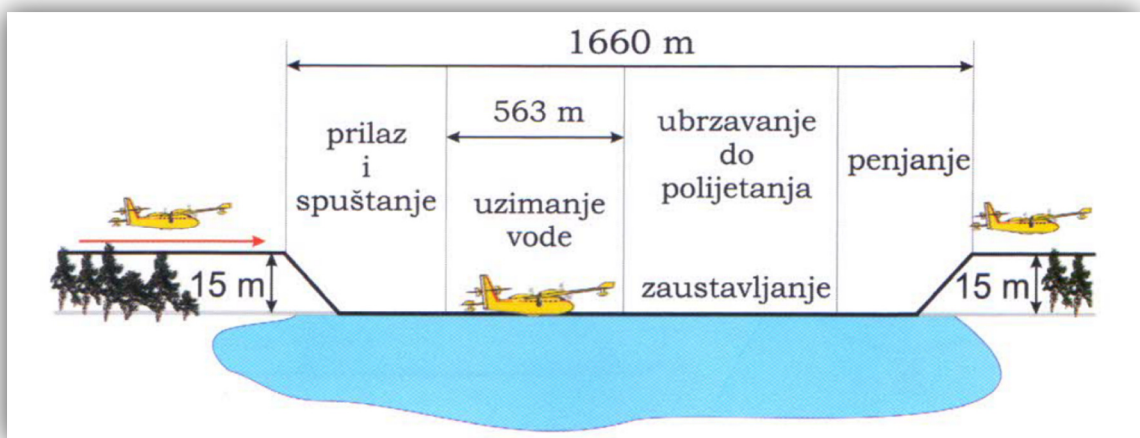 1660 m
563 m
prilaz
i
spuštanje
uzimanje
vode
ubrzavanje
do
polijetanja
zaustavljanje
penjanje
15 m
15 m